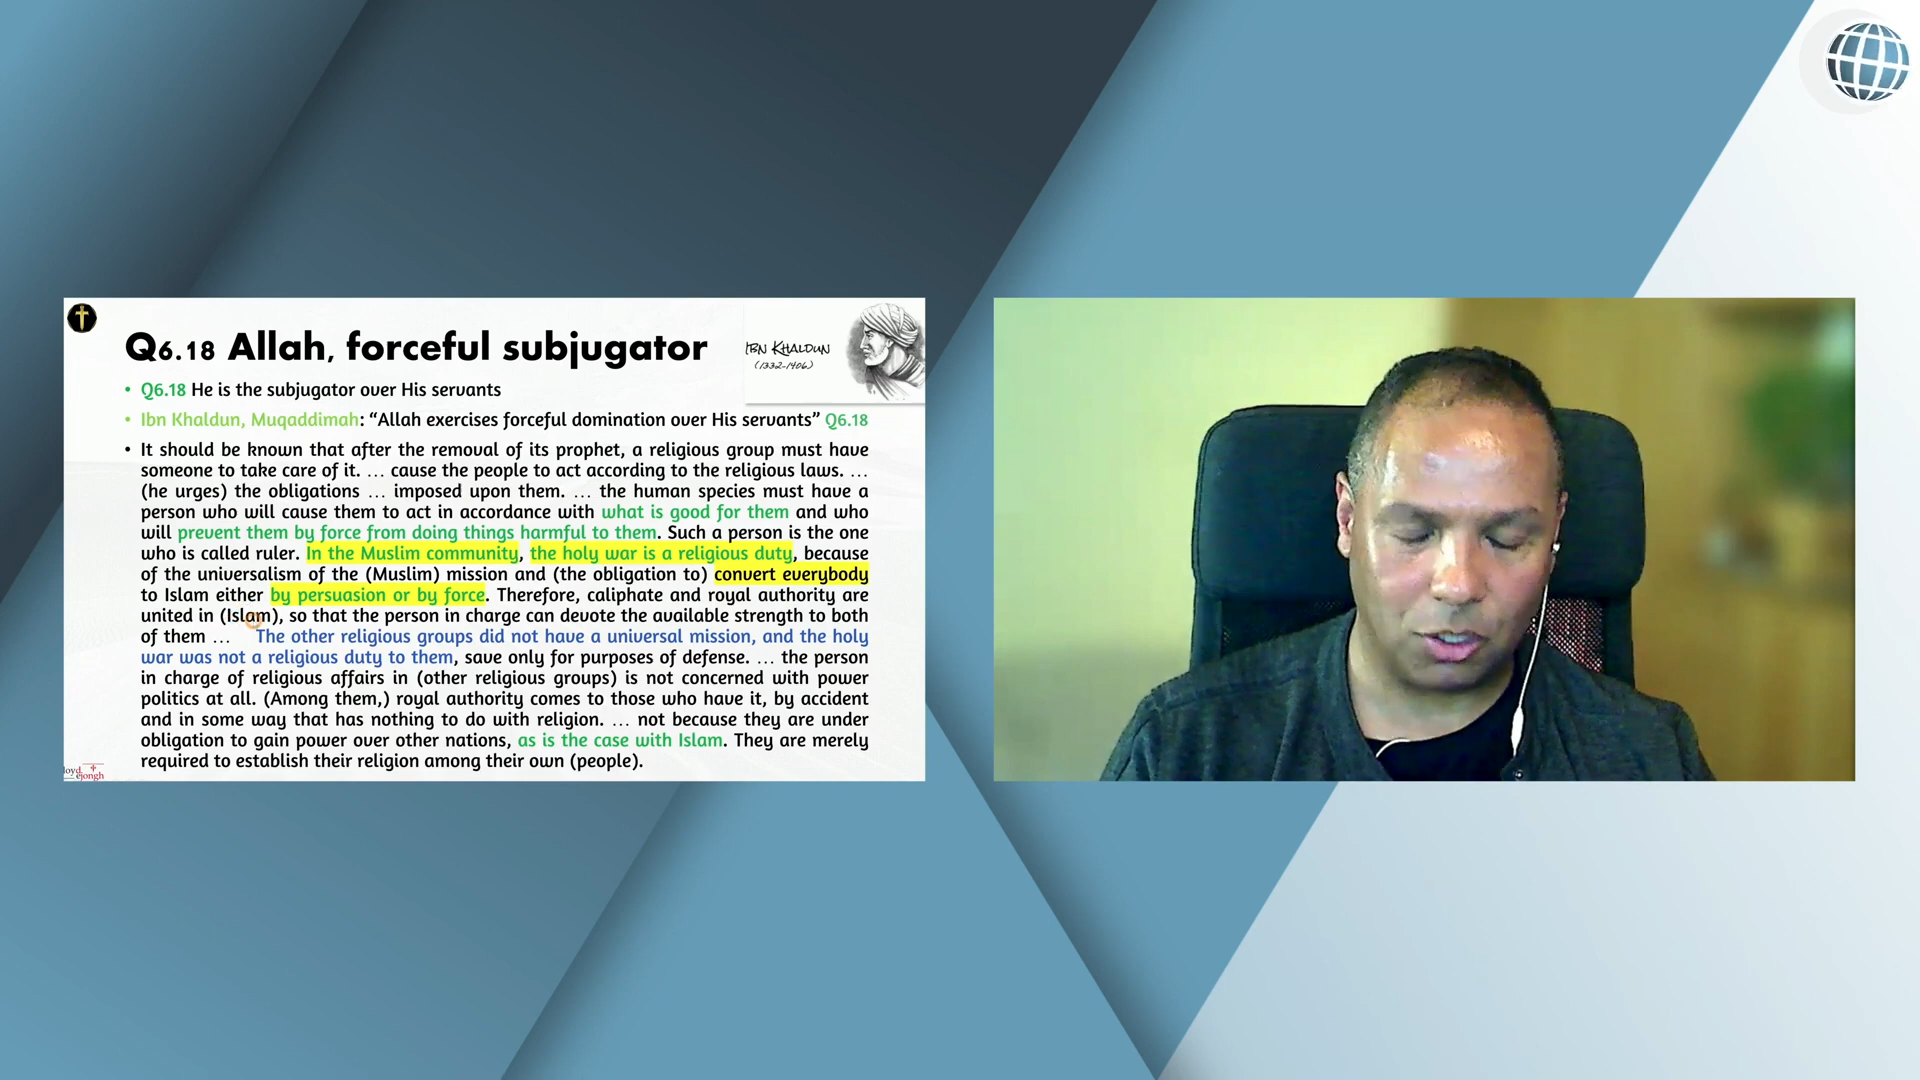 Q6.18 Allah, forceful subjugator
IBN KHALDUN
(1332-1406)
• Q6.18 He is the subjugator over His servants
• Ibn Khaldun, Muqaddimah: “Allah exercises forceful domination over His servants” Q6.18
• It should be known that after the removal of its prophet, a religious group must have
someone to take care of it. … cause the people to act according to the religious laws. …
(he urges) the obligations … imposed upon them. … the human species must have a
person who will cause them to act in accordance with what is good for them and who
will prevent them by force from doing things harmful to them. Such a person is the one
who is called ruler. In the Muslim community, the holy war is a religious duty, because
of the universalism of the (Muslim) mission and (the obligation to) convert everybody
to Islam either by persuasion or by force. Therefore, caliphate and royal authority are
united in (Islam), so that the person in charge can devote the available strength to both
of them … The other religious groups did not have a universal mission, and the holy
war was not a religious duty to them, save only for purposes of defense. … the person
in charge of religious affairs in (other religious groups) is not concerned with power
politics at all. (Among them,) royal authority comes to those who have it, by accident
and in some way that has nothing to do with religion. … not because they are under
obligation to gain power over other nations, as is the case with Islam. They are merely
required to establish their religion among their own (people).
loyd
ejongh